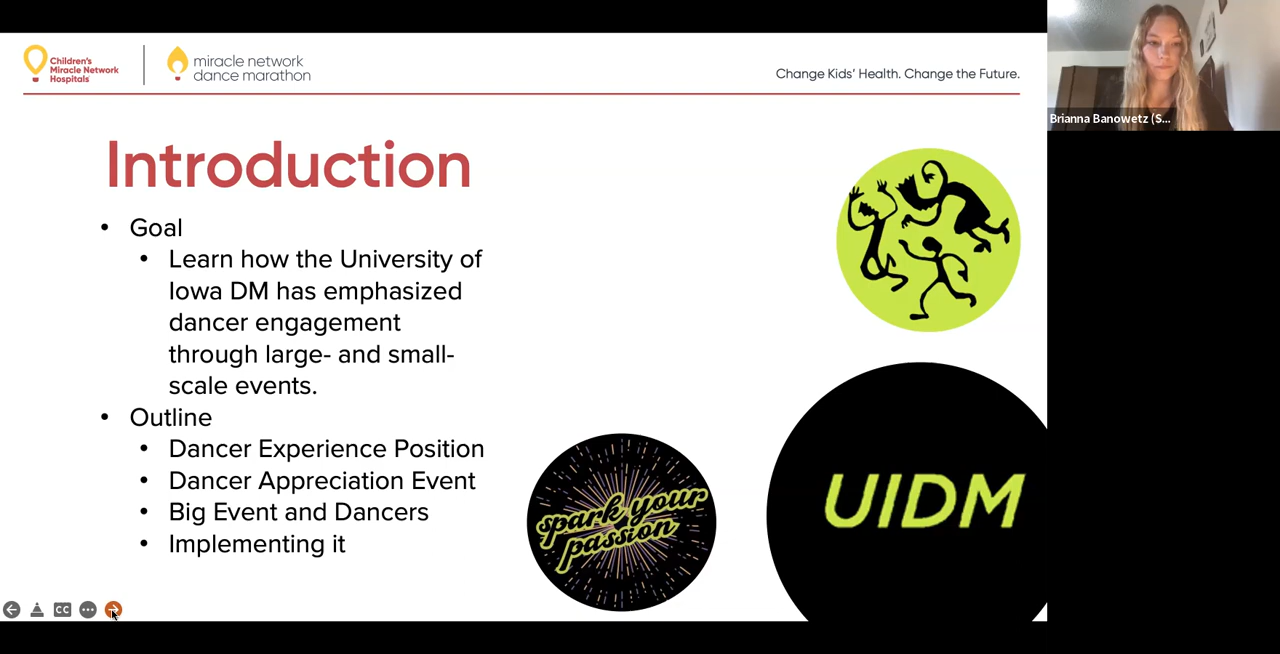 Children's
Miracle Network
Hospitals
miracle network
dance marathon
Change Kids' Health. Change the Future.
Brianna Banowetz (S...
Introduction
• Goal
• Learn how the University of
Iowa DM has emphasized
dancer engagement
through large- and small-
scale events.
• Outline
• Dancer Experience Position
• Dancer Appreciation Event
• Big Event and Dancers
• Implementing it
spark your
passion
UIDM
CC